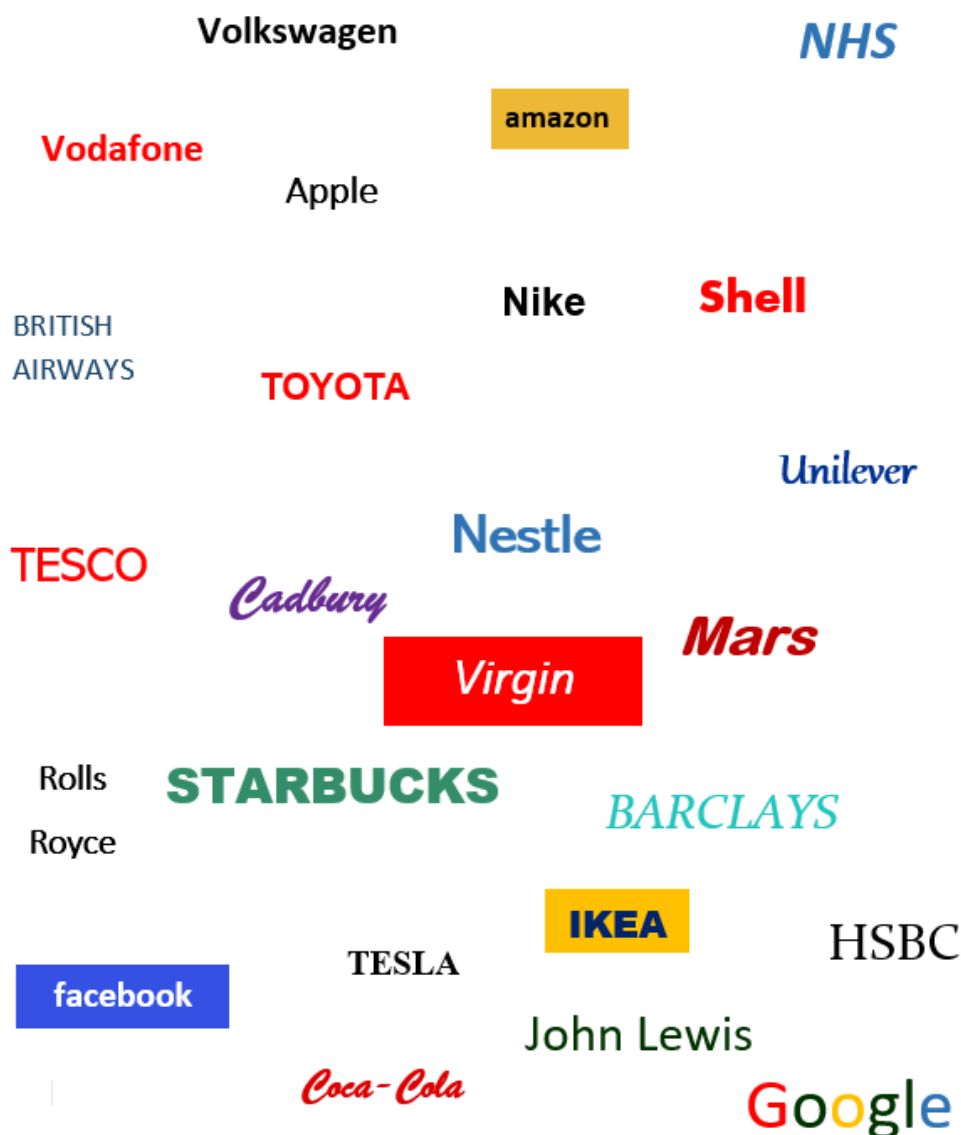 Volkswagen
NHS
amazon
Vodafone
Apple
Nike
Shell
BRITISH
AIRWAYS
TOYOTA
Unilever
Nestle
TESCO
Cadbury
Mars
Virgin
Rolls
STARBUCKS
BARCLAYS
Royce
IKEA
HSBC
TESLA
facebook
John Lewis
Coca-Cola
Google